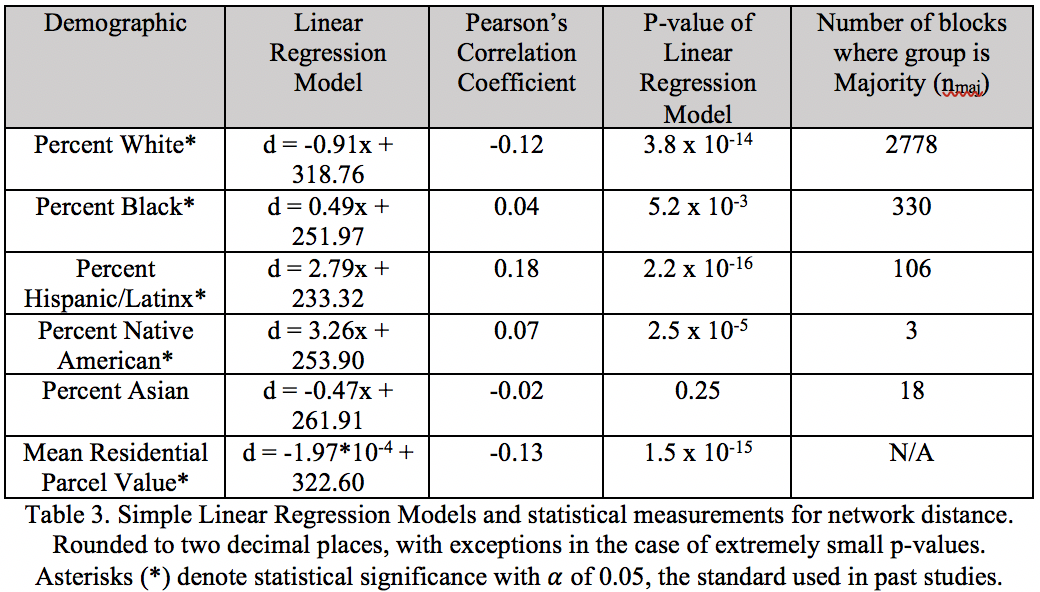 Demographic
Linear
Regression
Model
Pearson’s
Correlation
Coefficient
P-value of
Linear
Regression
Model
Number of blocks
where group is
Majority (nmaj)
Percent White*
d = -0.91x +
318.76
-0.12
3.8 x 10-14
2778
Percent Black*
d = 0.49x +
251.97
0.04
5.2 x 10-3
330
Percent
Hispanic/Latinx*
d = 2.79x +
233.32
0.18
2.2 x 10-16
106
Percent Native
American*
d = 3.26x +
253.90
0.07
2.5 x 10-5
3
Percent Asian
d = -0.47x +
261.91
-0.02
0.25
18
Mean Residential
Parcel Value*
d = -1.97*10-4 +
322.60
-0.13
1.5 x 10-15
N/A
Table 3. Simple Linear Regression Models and statistical measurements for network distance.
Rounded to two decimal places, with exceptions in the case of extremely small p-values.
Asterisks (*) denote statistical significance with α of 0.05, the standard used in past studies.